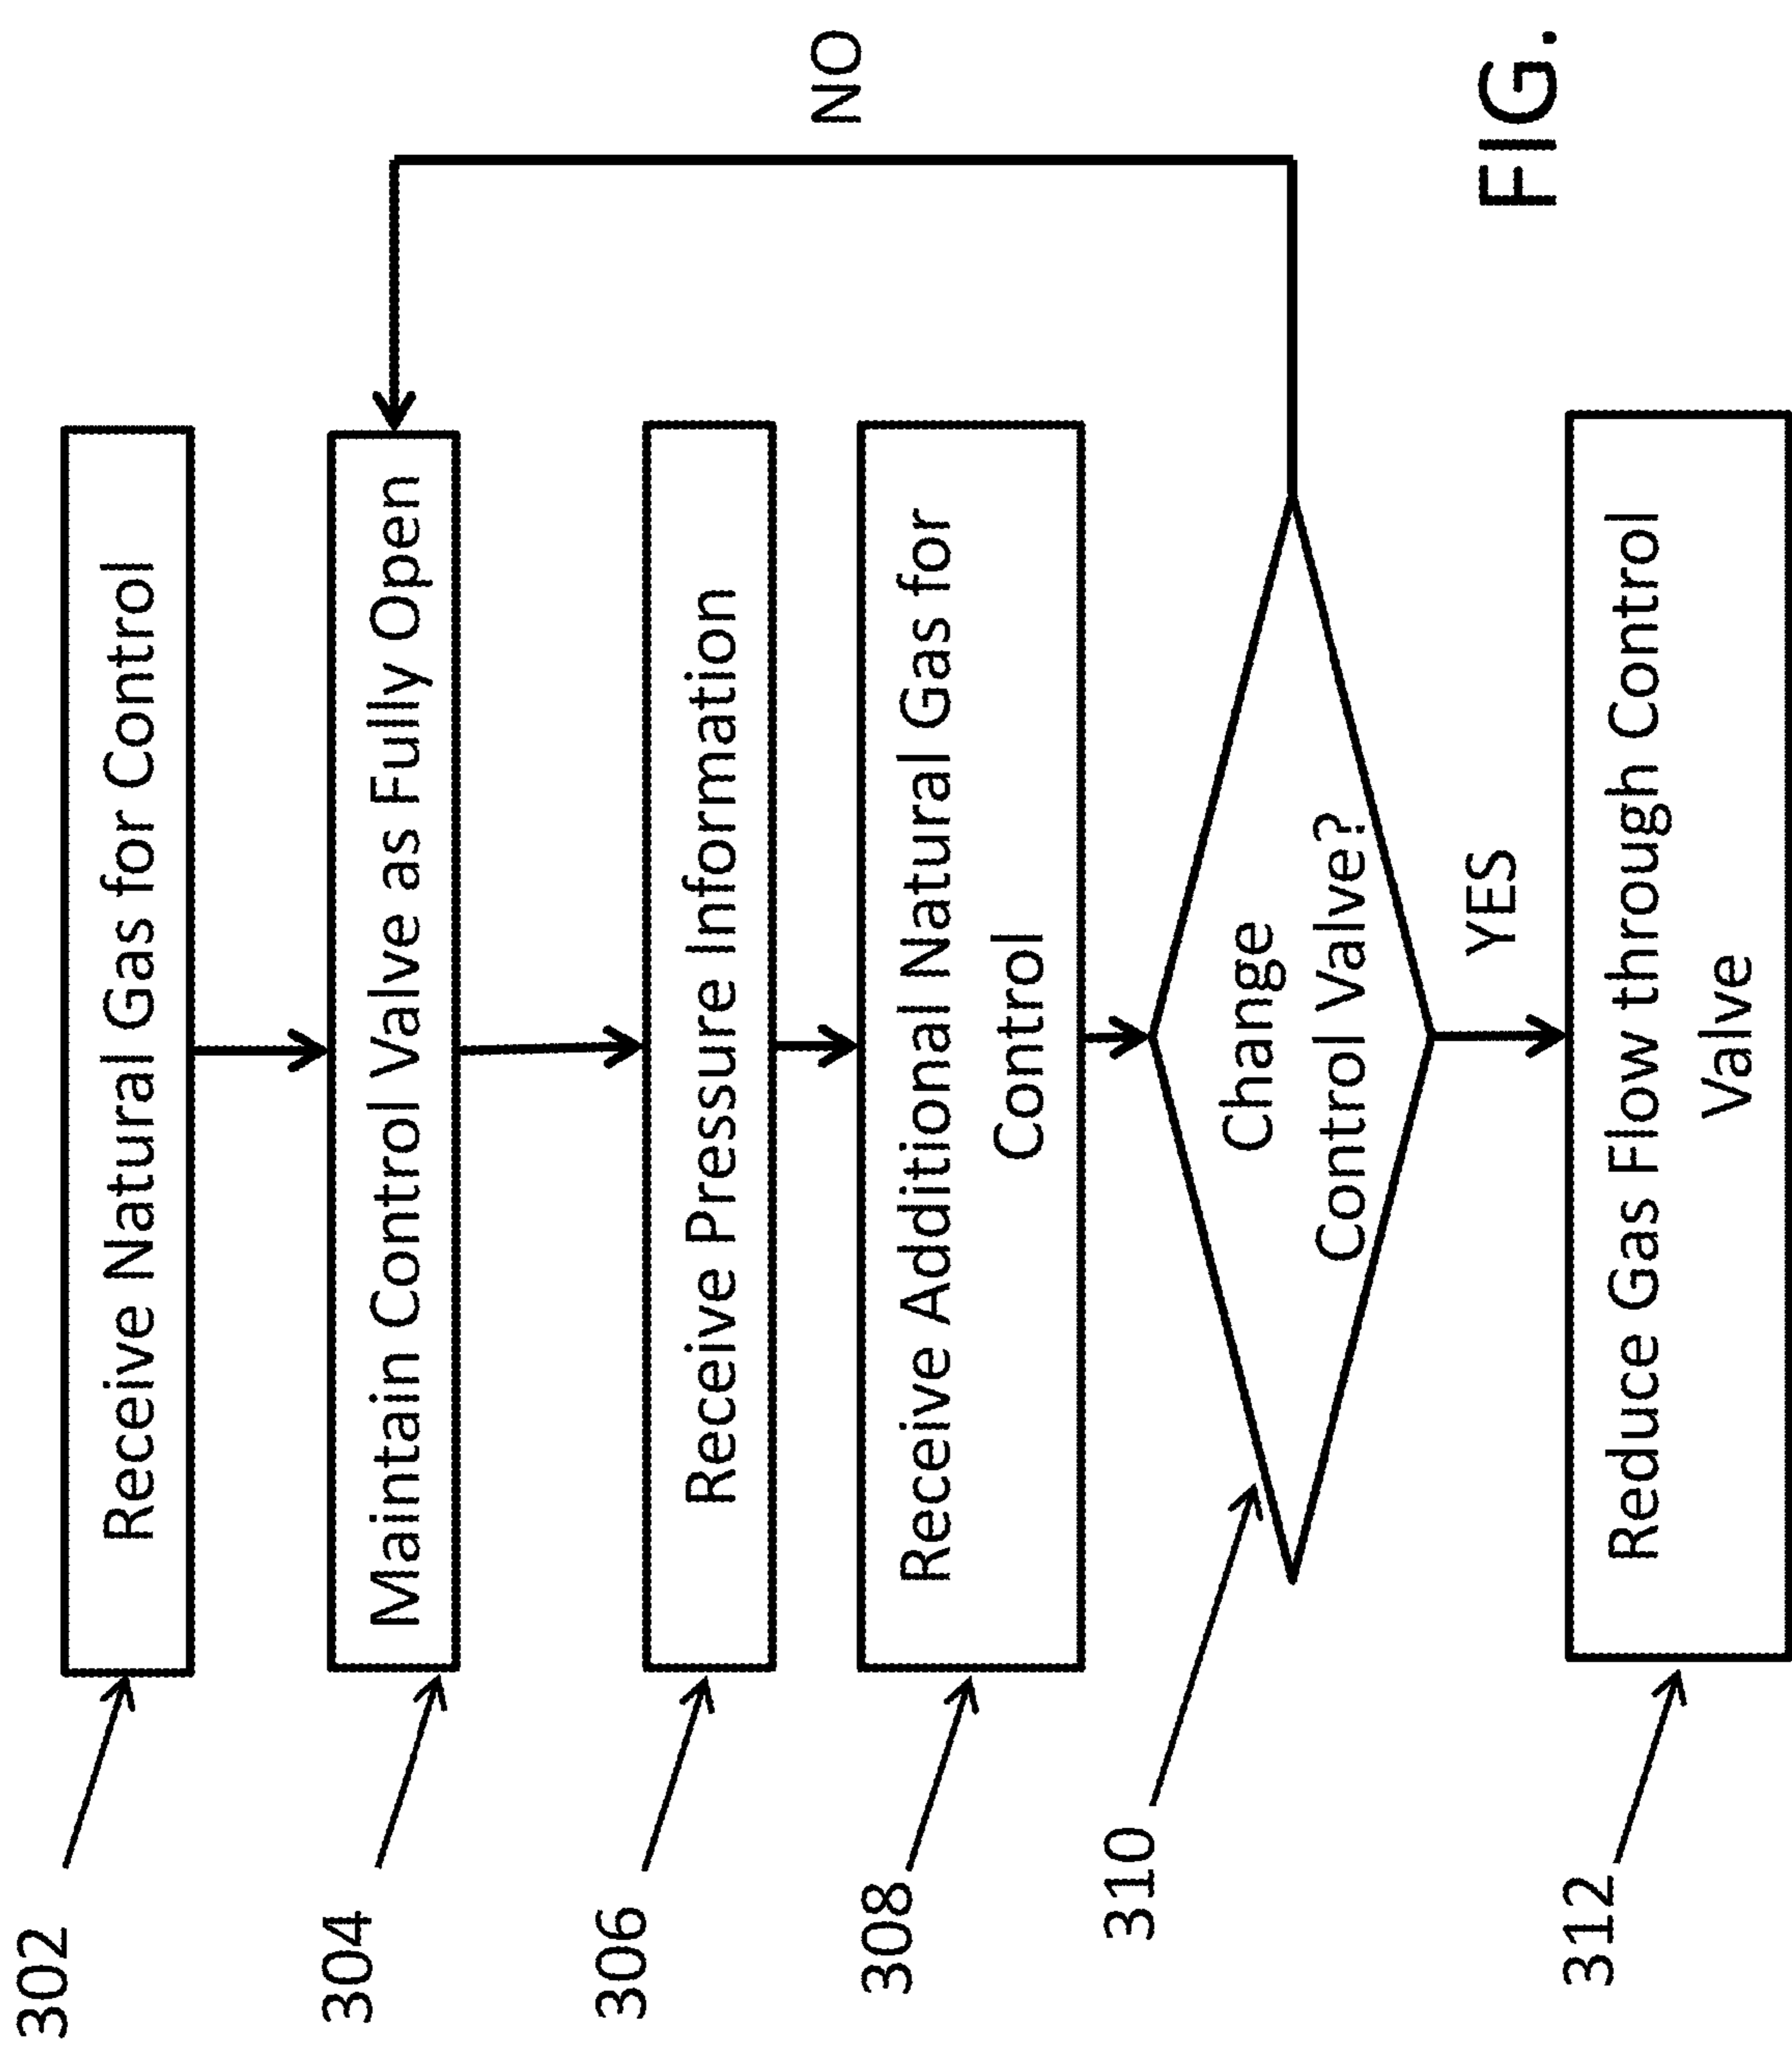 302
Receive Natural Gas for Control
304
Maintain Control Valve as Fully Open
306
Receive Pressure Information
308
Receive Additional Natural Gas for
Control
310
Change
Control Valve?
NO
YES
312
Reduce Gas Flow through Control
Valve
FIG.